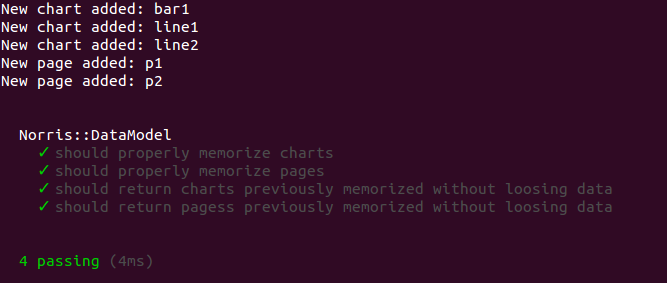 New chart added: bar1
New chart added: line1
New chart added: line2
New page added: p1
New page added: p2
Norris::DataModel
✓ should properly memorize charts
✓ should properly memorize pages
✓ should return charts previously memorized without loosing data
✓ should return pagess previously memorized without loosing data
4 passing (4ms)